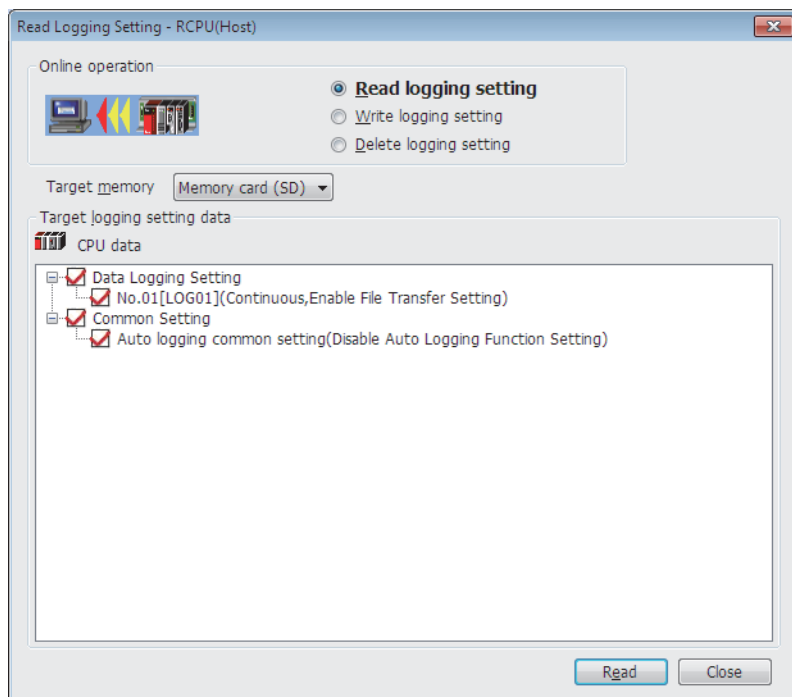 Read Logging Setting - RCPU(Host)
Online operation
Read logging setting
Write logging setting
Delete logging setting
Target memory Memory card (SD)
Target logging setting data
CPU data
Data Logging Setting
No.01[LOG01](Continuous,Enable File Transfer Setting)
Common Setting
Auto logging common setting(Disable Auto Logging Function Setting)
Read Close